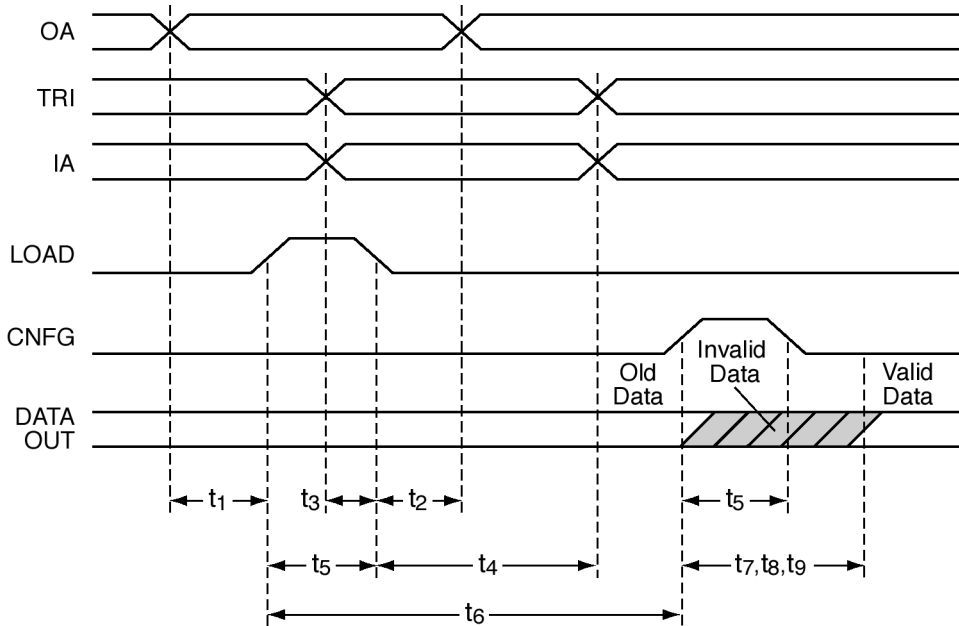 OA
TRI
IA
LOAD
CNFG
Old
Data
Invalid
Data
Valid
Data
DATA
OUT
t1
t3
t2
t5
t5
t4
t7,t8,t9
t6